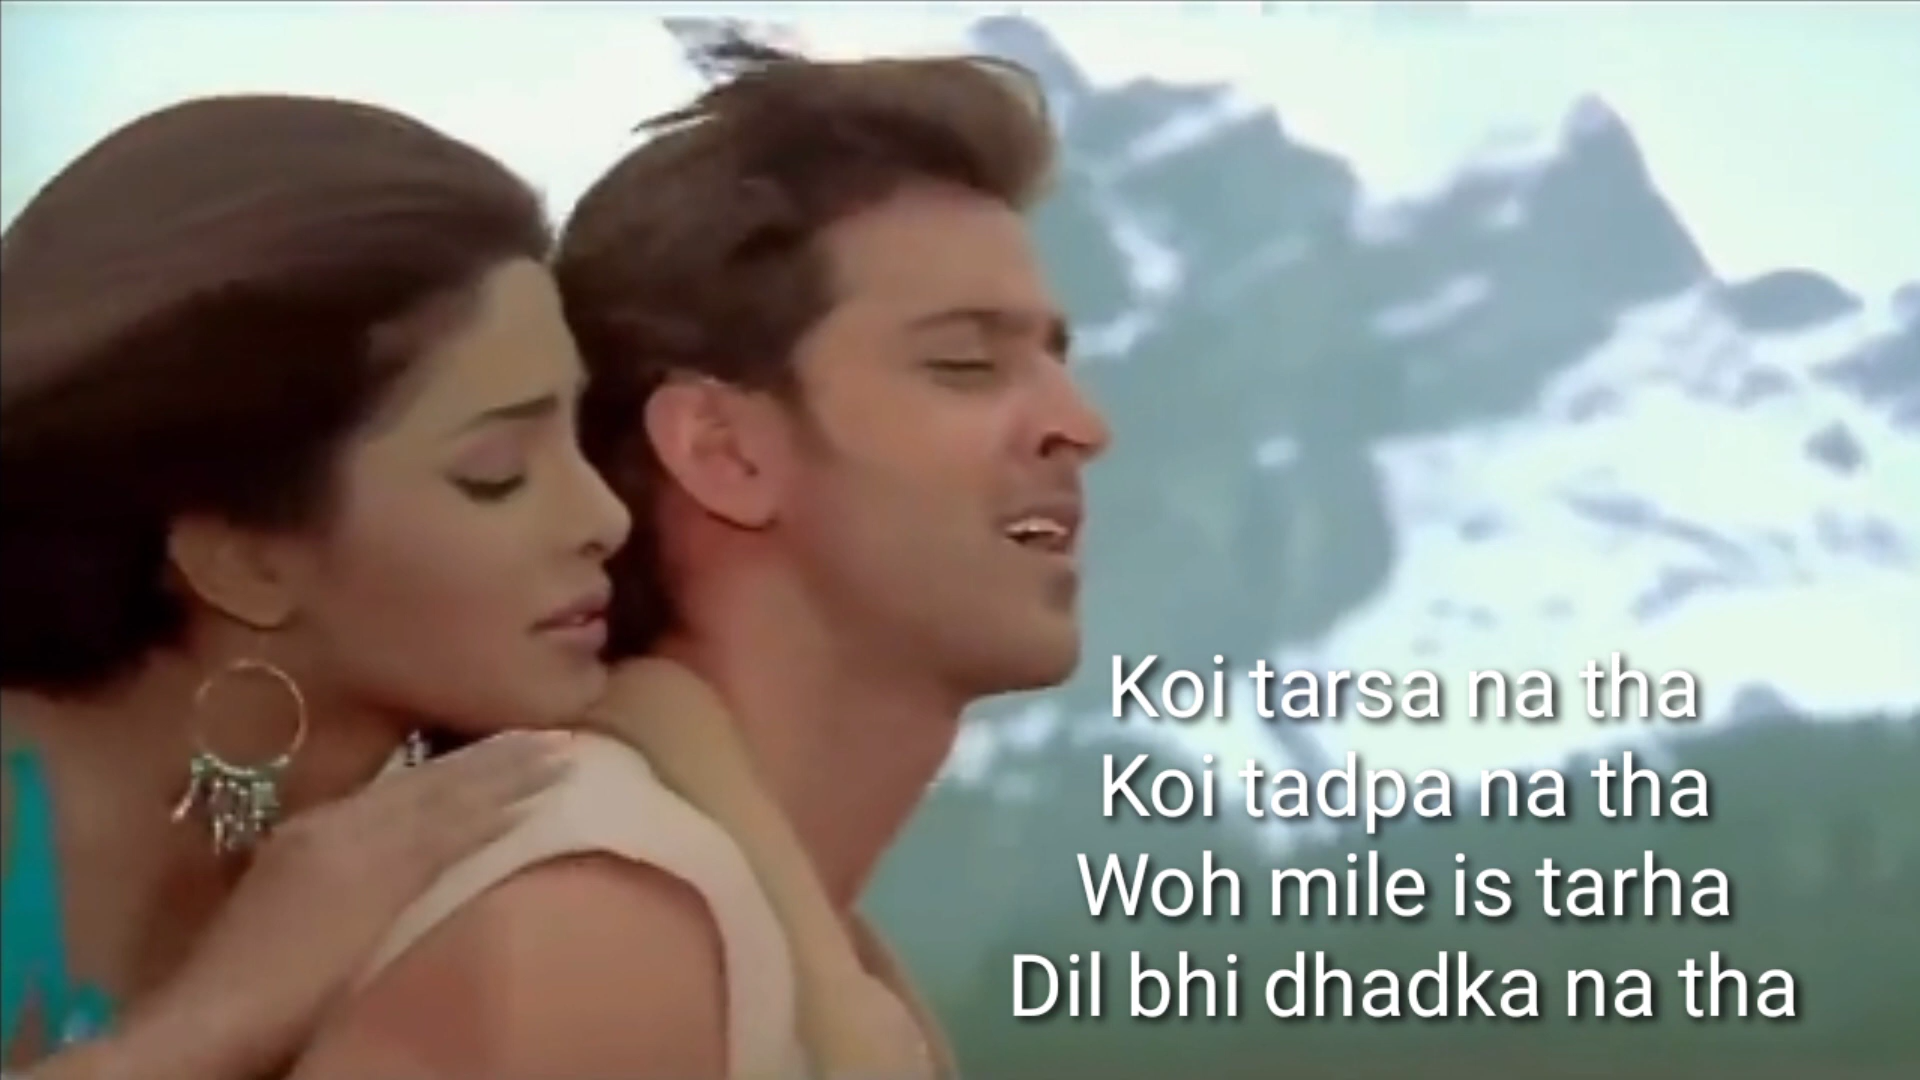 Koi tarsa na tha
Koi tadpa na tha
Woh mile is tarha
Dil bhi dhadka na tha